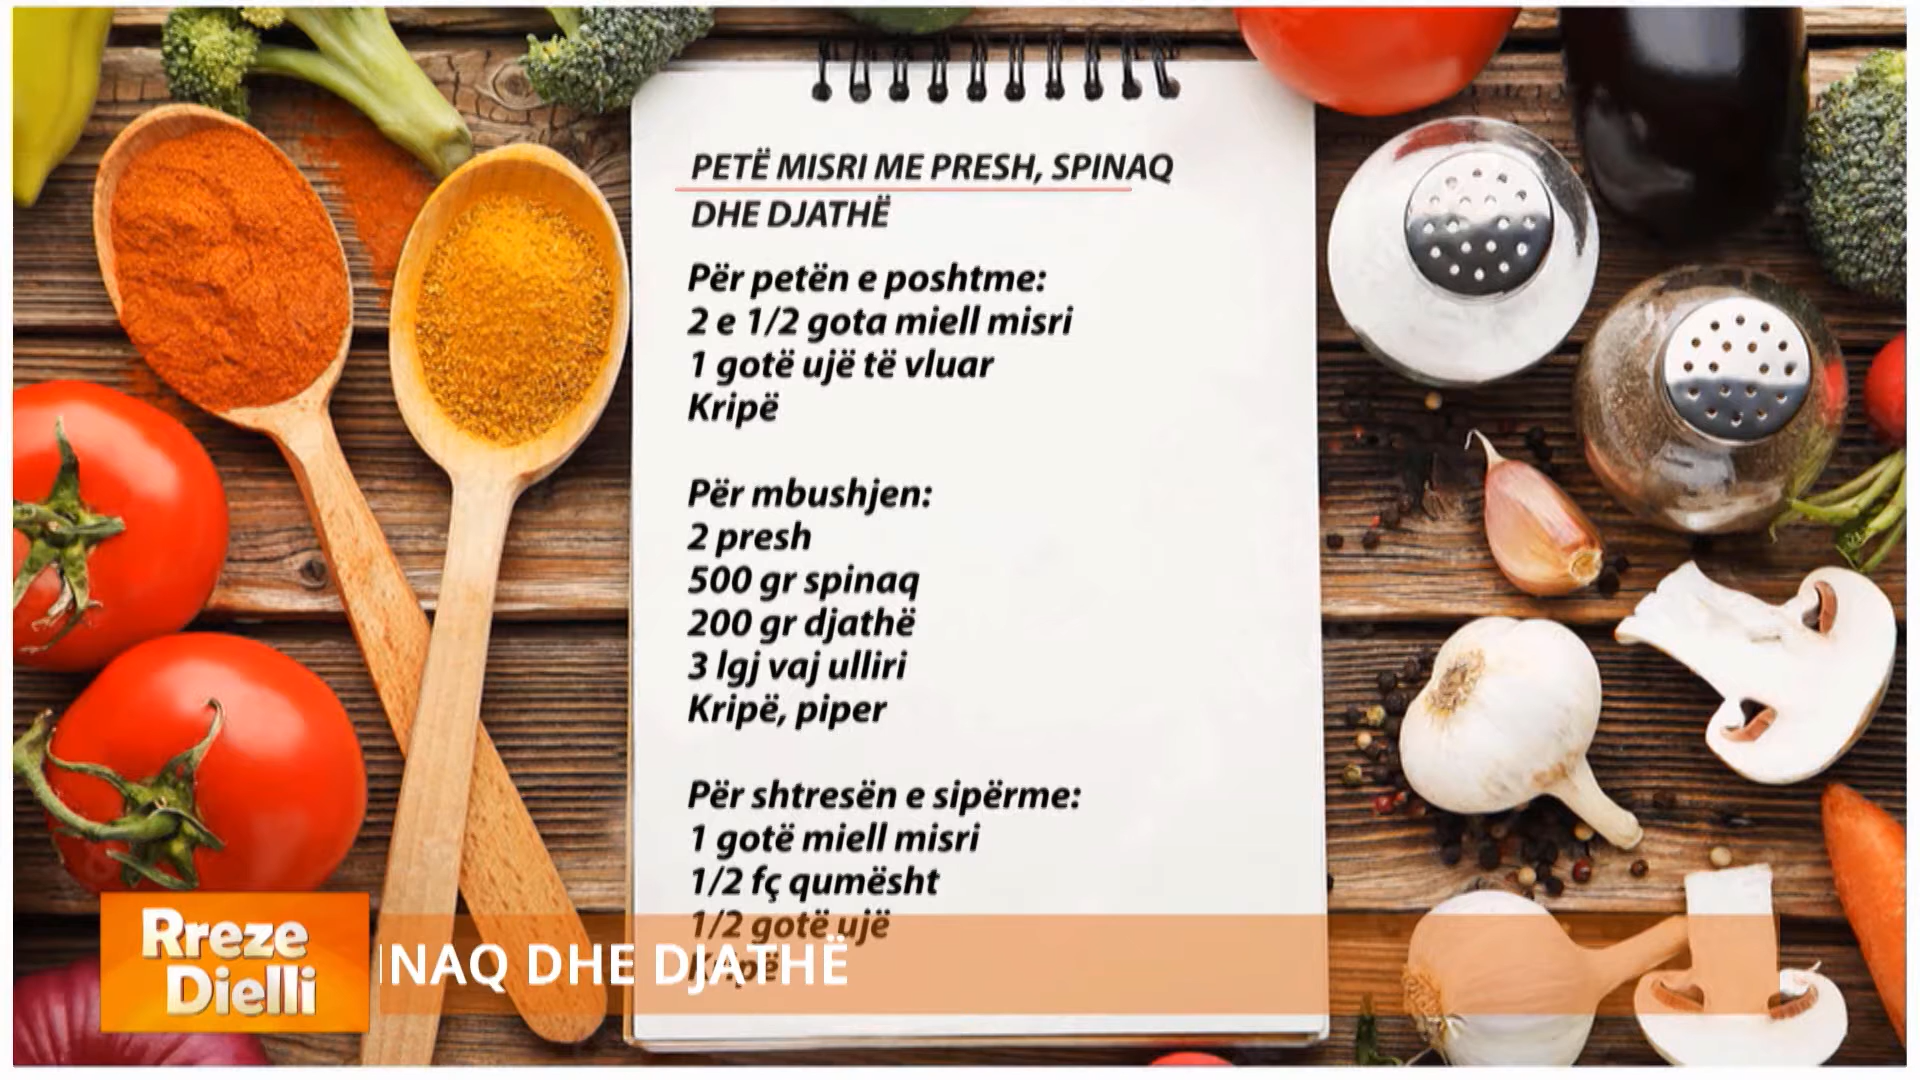 PETË MISRI ME PRESH, SPINAQ
DHE DJATHË
Për petën e poshtme:
2 e 1/2 gota miell misri
1 gotë ujë të vluar
Kripë
Për mbushjen:
2 presh
500 gr spinaq
200 gr djathë
3 lgj vaj ulliri
Kripë, piper
Për shtresën e sipërme:
1 gotë miell misri
1/2 fç qumësht
1/2 gotë ujë
Kripë
Rreze
Dielli
INAQ DHE DJATHË